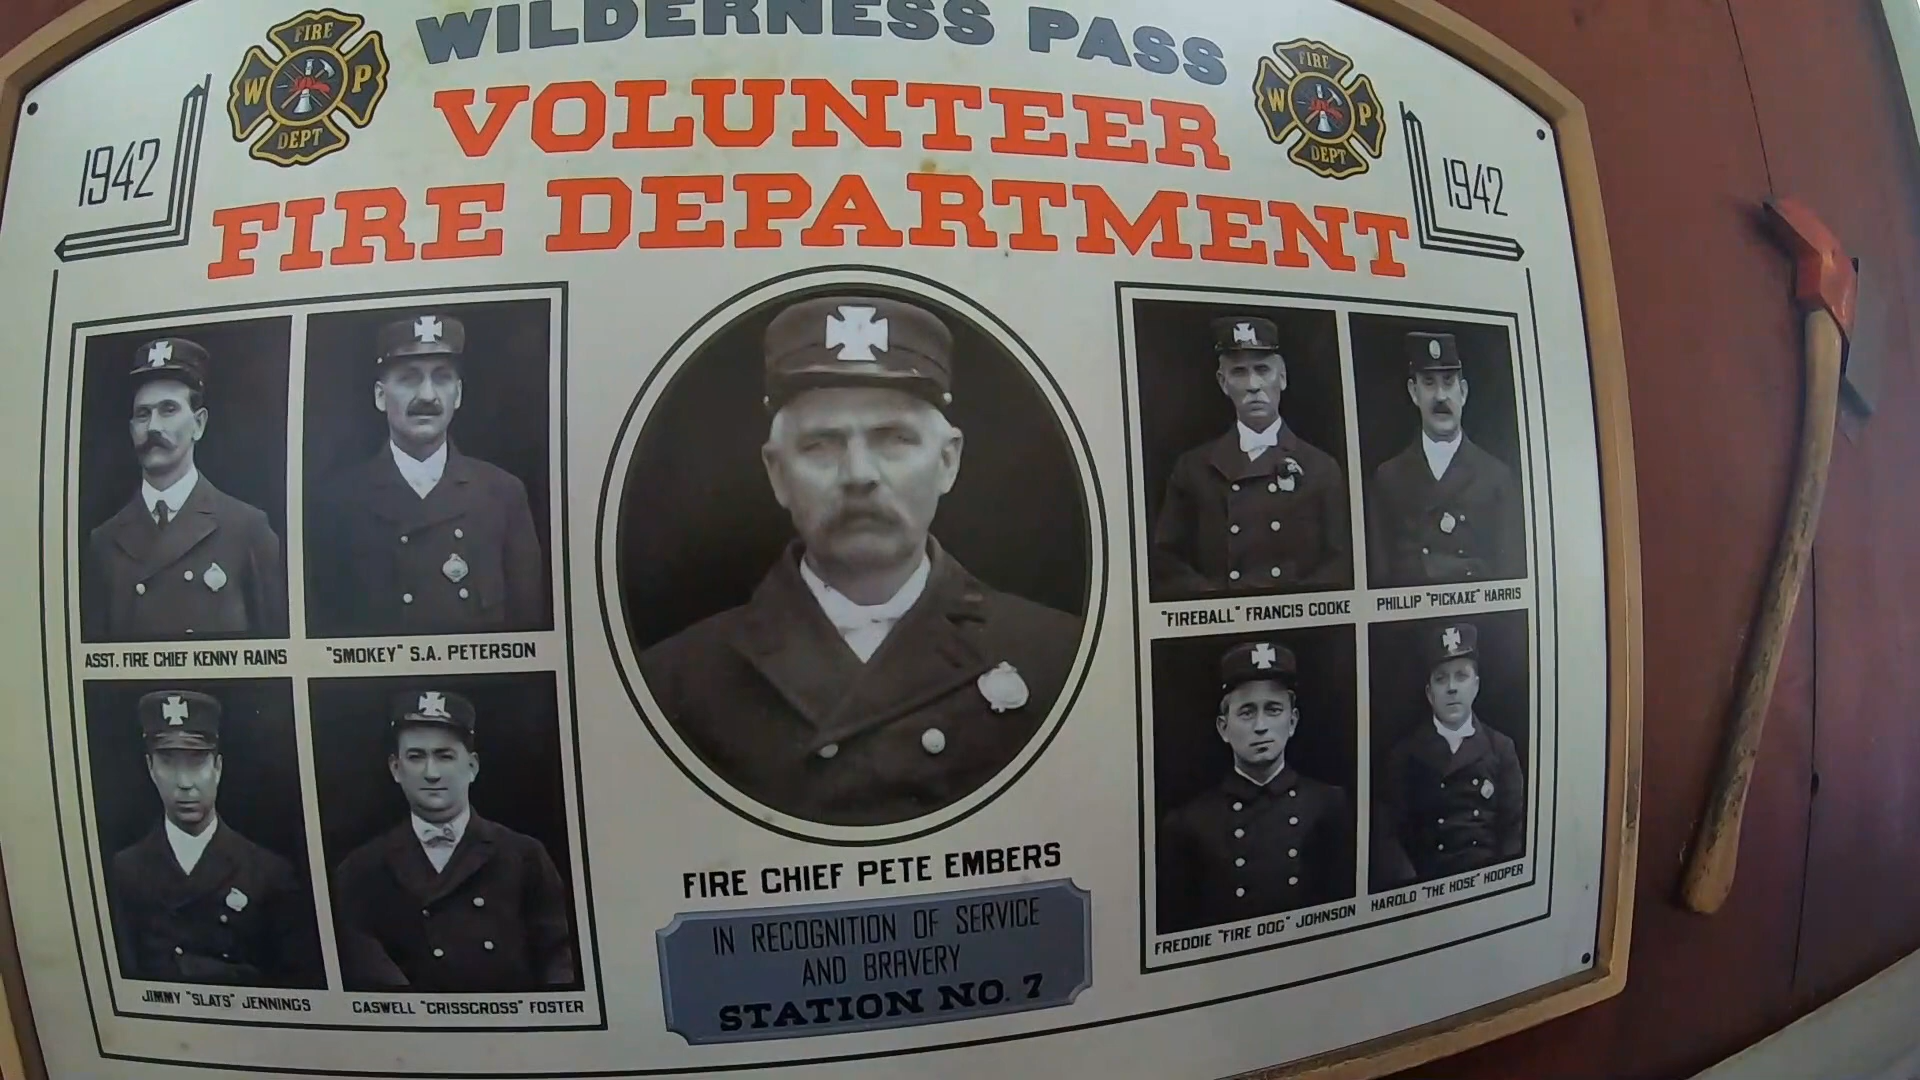 WILDERNESS PASS
FIRE
W P
DEPT
FIRE
W P
DEPT
VOLUNTEER
FIRE DEPARTMENT
1942
1942
ASST. FIRE CHIEF KENNY RAINS
"SMOKEY" S.A. PETERSON
"FIREBALL" FRANCIS COOKE
PHILLIP "PICKAXE" HARRIS
JIMMY "SLATS" JENNINGS
CASWELL "CRISSCROSS" FOSTER
FIRE CHIEF PETE EMBERS
IN RECOGNITION OF SERVICE
AND BRAVERY
STATION NO. 7
FREDDIE "FIRE DOG" JOHNSON
HAROLD "THE HOSE" HOOPER